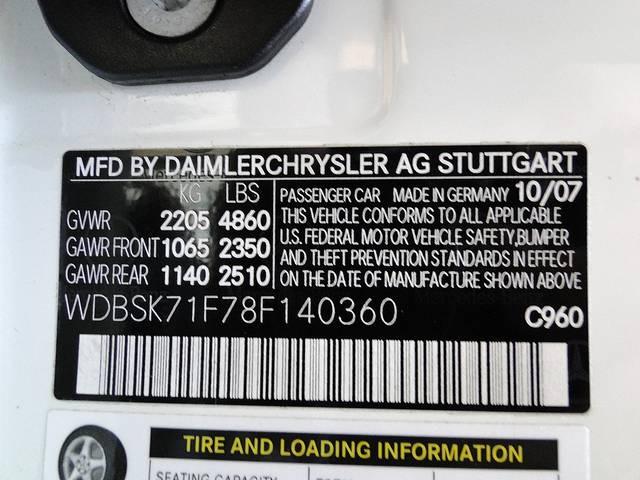 MFD BY DAIMLERCHRYSLER AG STUTTGART
KG LBS
GVWR 2205 4860
GAWR FRONT 1065 2350
GAWR REAR 1140 2510
PASSENGER CAR MADE IN GERMANY 10/07
THIS VEHICLE CONFORMS TO ALL APPLICABLE
U.S. FEDERAL MOTOR VEHICLE SAFETY, BUMPER
AND THEFT PREVENTION STANDARDS IN EFFECT
ON THE DATE OF MANUFACTURE SHOWN ABOVE
WDBSK71F78F140360
C960
TIRE AND LOADING INFORMATION
SEATING CAPACITY